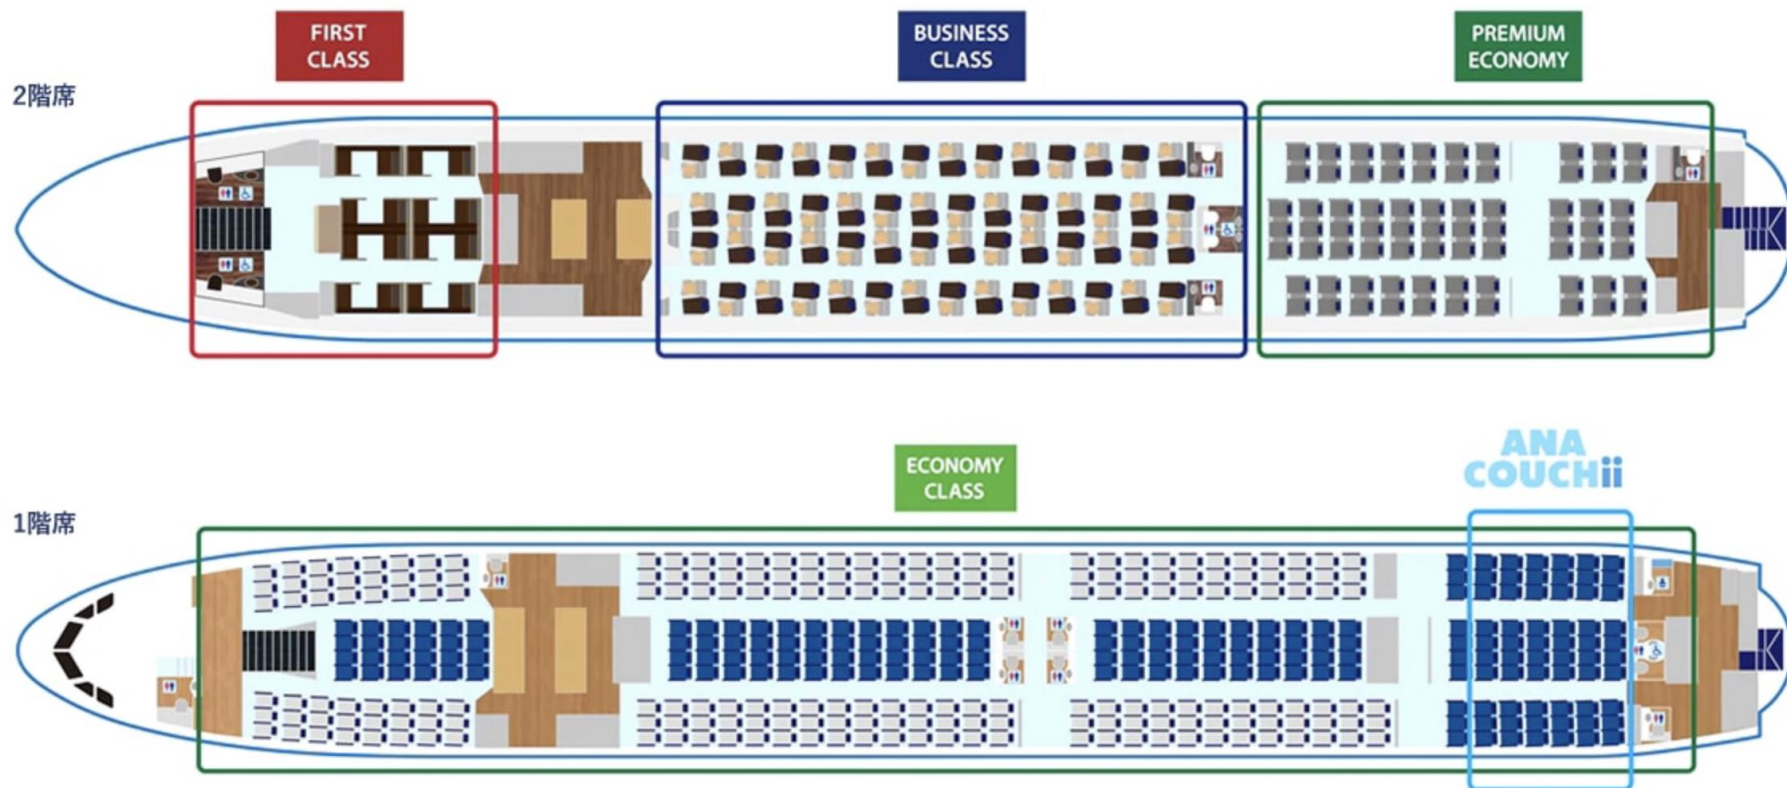 FIRST
CLASS
BUSINESS
CLASS
PREMIUM
ECONOMY
2階席
ECONOMY
CLASS
ANA
COUCHii
1階席